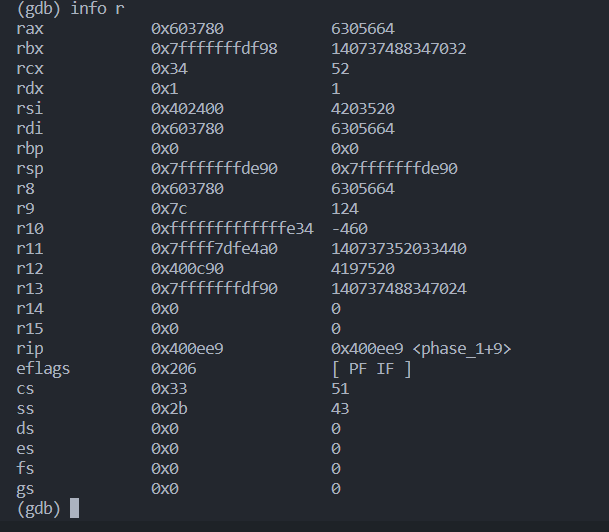 (gdb) info r
rax 0x603780 6305664
rbx 0x7fffffffdf98 140737488347032
rcx 0x34 52
rdx 0x1 1
rsi 0x402400 4203520
rdi 0x603780 6305664
rbp 0x0 0x0
rsp 0x7fffffffde90 0x7fffffffde90
r8 0x603780 6305664
r9 0x7c 124
r10 0xfffffffffffffe34 -460
r11 0x7ffff7dfe4a0 140737352033440
r12 0x400c90 4197520
r13 0x7fffffffdf90 140737488347024
r14 0x0 0
r15 0x0 0
rip 0x400ee9 0x400ee9 <phase_1+9>
eflags 0x206 [ PF IF ]
cs 0x33 51
ss 0x2b 43
ds 0x0 0
es 0x0 0
fs 0x0 0
gs 0x0 0
(gdb)